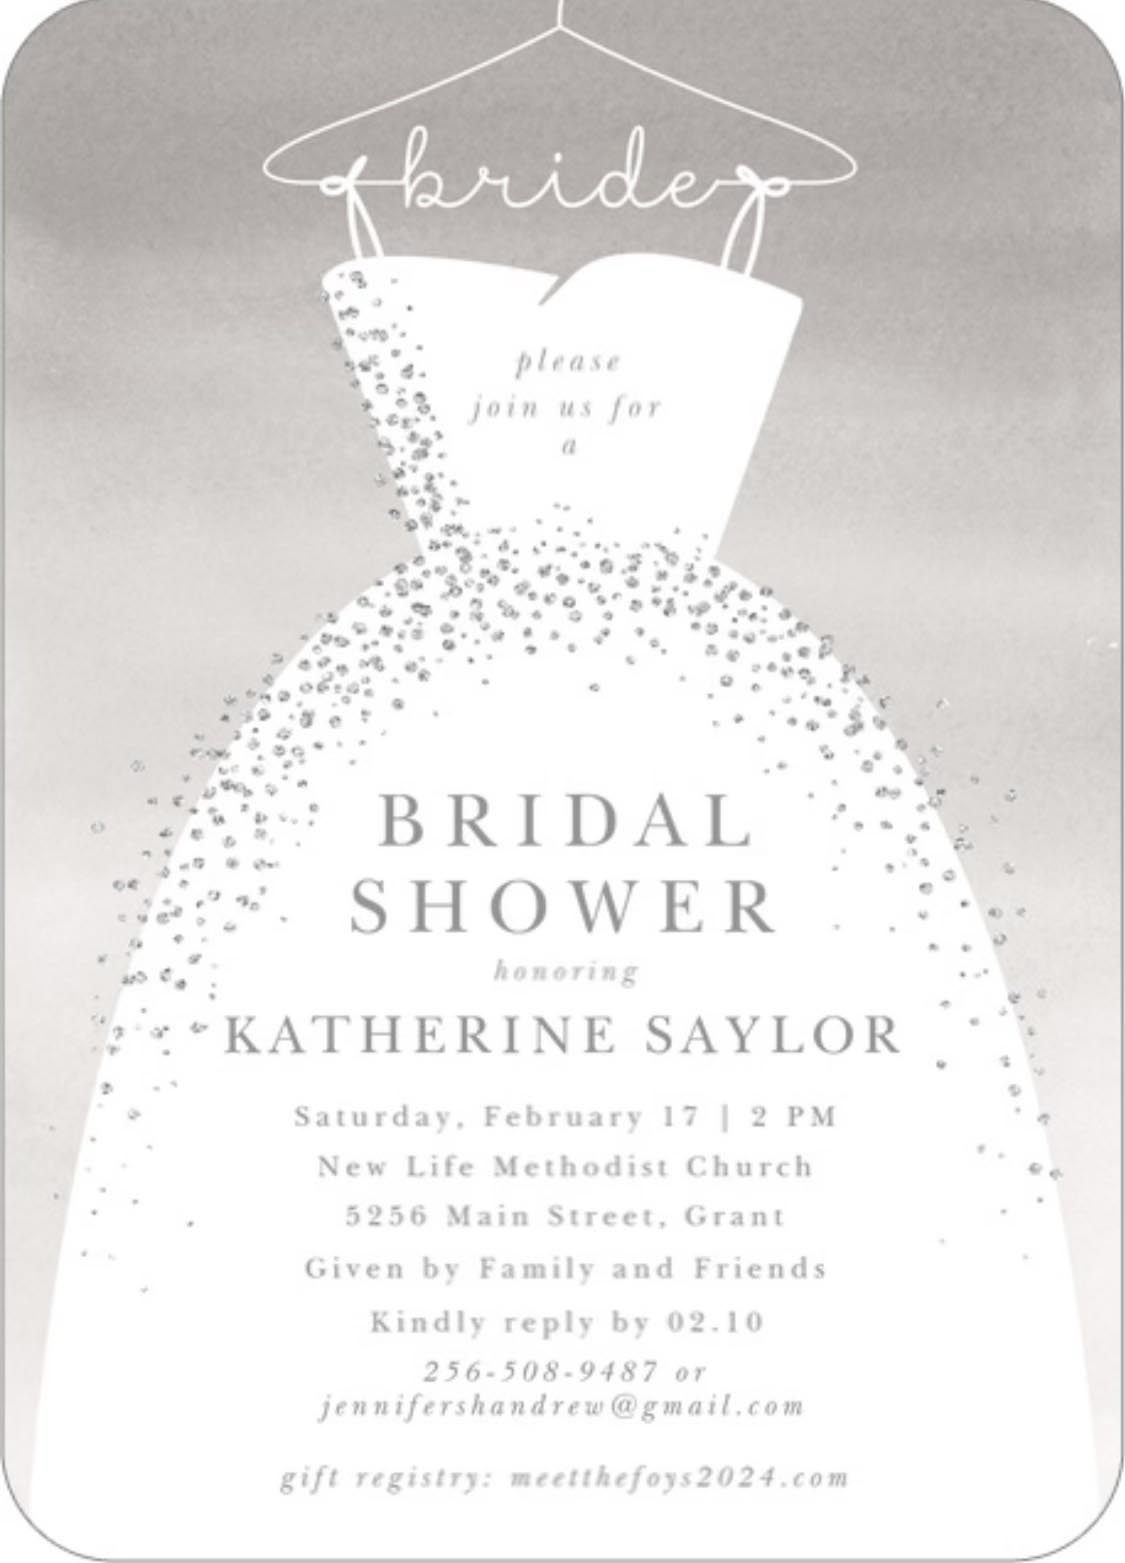 bride
please
join us for
a
BRIDAL
SHOWER
honoring
KATHERINE SAYLOR
Saturday, February 17 | 2 PM
New Life Methodist Church
5256 Main Street, Grant
Given by Family and Friends
Kindly reply by 02.10
256-508-9487 or
jennifershandrew@gmail.com
gift registry: meetthefoys2024.com